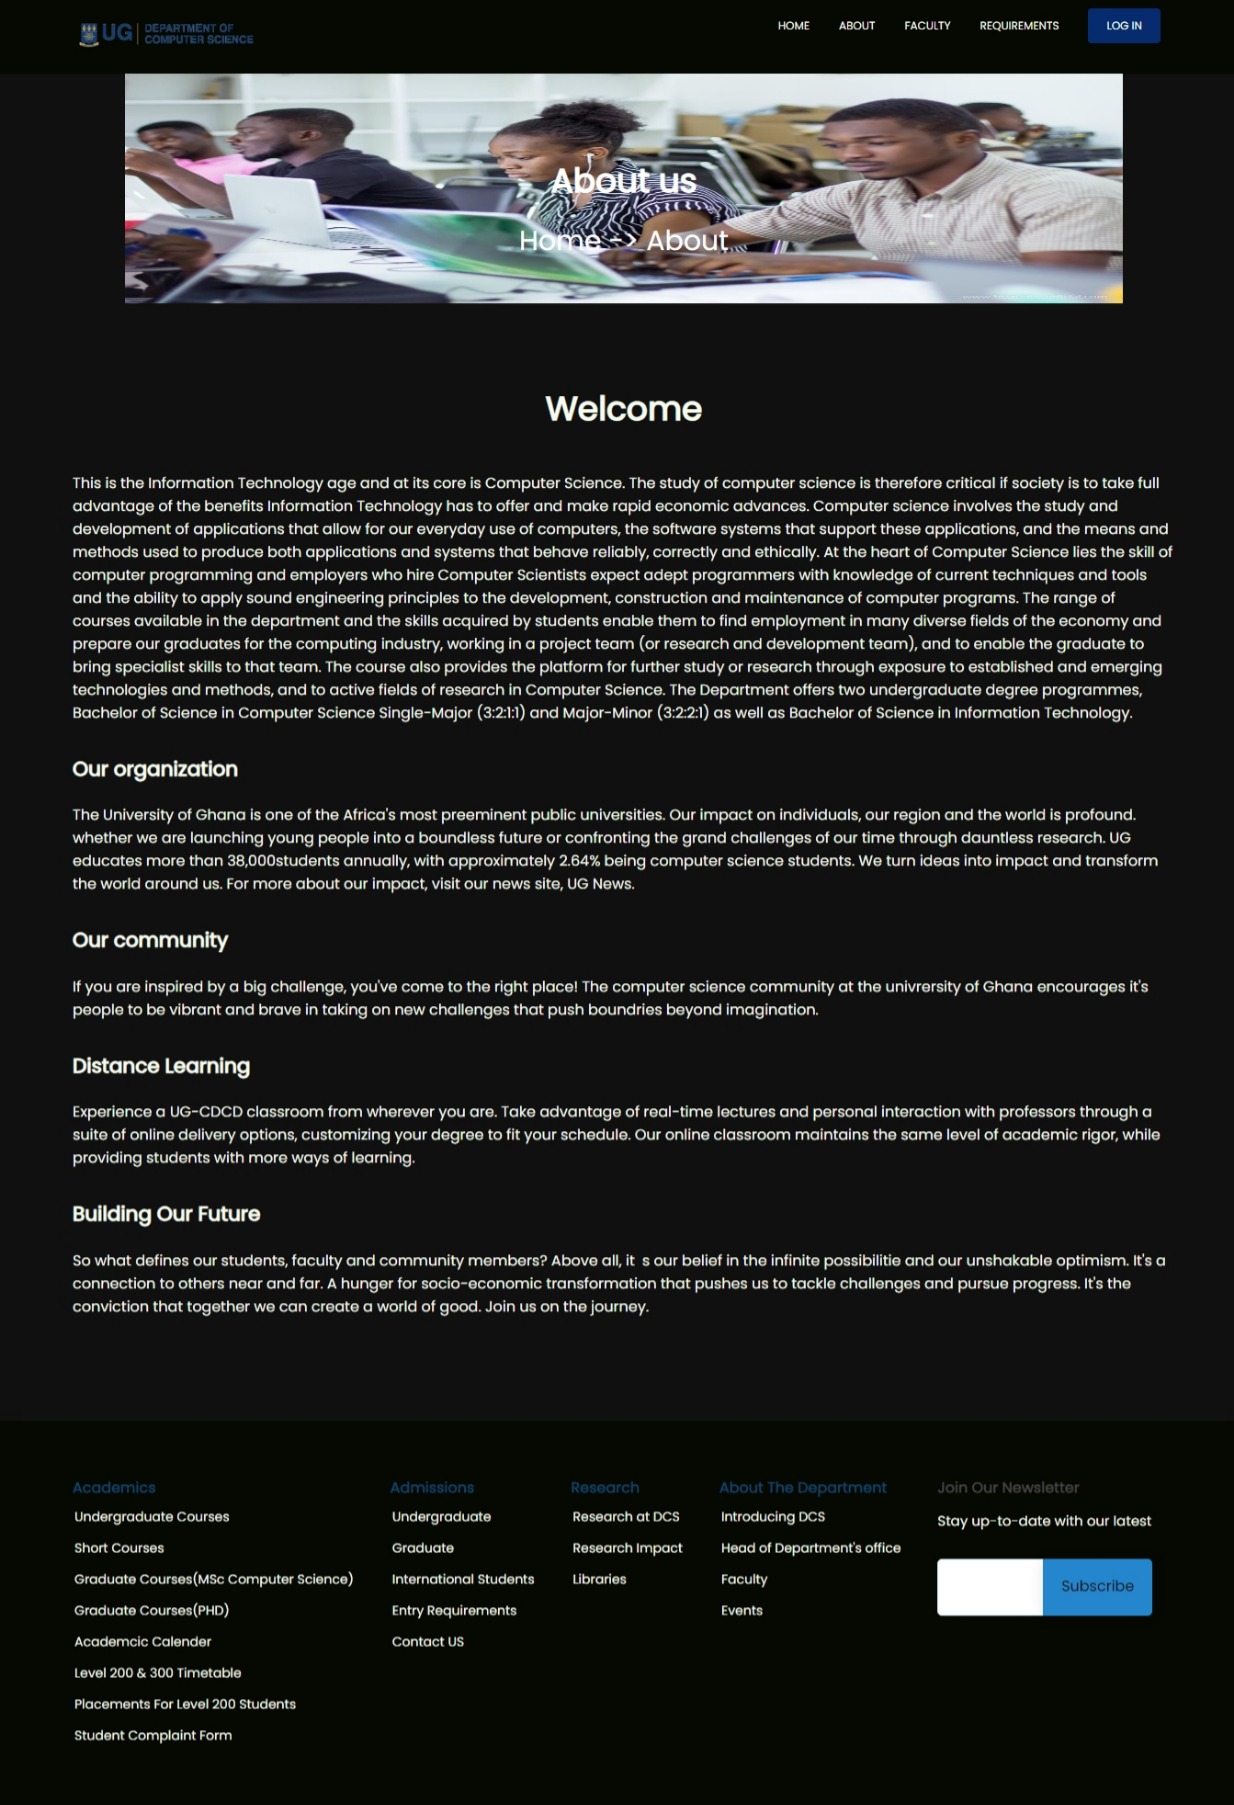 UG DEPARTMENT OF
COMPUTER SCIENCE
HOME ABOUT FACULTY REQUIREMENTS LOG IN
About us
Home -> About
Welcome
This is the Information Technology age and at its core is Computer Science. The study of computer science is therefore critical if society is to take full
advantage of the benefits Information Technology has to offer and make rapid economic advances. Computer science involves the study and
development of applications that allow for our everyday use of computers, the software systems that support these applications, and the means and
methods used to produce both applications and systems that behave reliably, correctly and ethically. At the heart of Computer Science lies the skill of
computer programming and employers who hire Computer Scientists expect adept programmers with knowledge of current techniques and tools
and the ability to apply sound engineering principles to the development, construction and maintenance of computer programs. The range of
courses available in the department and the skills acquired by students enable them to find employment in many diverse fields of the economy and
prepare our graduates for the computing industry, working in a project team (or research and development team), and to enable the graduate to
bring specialist skills to that team. The course also provides the platform for further study or research through exposure to established and emerging
technologies and methods, and to active fields of research in Computer Science. The Department offers two undergraduate degree programmes,
Bachelor of Science in Computer Science Single-Major (3:2:1:1) and Major-Minor (3:2:2:1) as well as Bachelor of Science in Information Technology.
Our organization
The University of Ghana is one of the Africa's most preeminent public universities. Our impact on individuals, our region and the world is profound.
whether we are launching young people into a boundless future or confronting the grand challenges of our time through dauntless research. UG
educates more than 38,000students annually, with approximately 2.64% being computer science students. We turn ideas into impact and transform
the world around us. For more about our impact, visit our news site, UG News.
Our community
If you are inspired by a big challenge, you've come to the right place! The computer science community at the univrersity of Ghana encourages it's
people to be vibrant and brave in taking on new challenges that push boundries beyond imagination.
Distance Learning
Experience a UG-CDCD classroom from wherever you are. Take advantage of real-time lectures and personal interaction with professors through a
suite of online delivery options, customizing your degree to fit your schedule. Our online classroom maintains the same level of academic rigor, while
providing students with more ways of learning.
Building Our Future
So what defines our students, faculty and community members? Above all, it s our belief in the infinite possibilitie and our unshakable optimism. It's a
connection to others near and far. A hunger for socio-economic transformation that pushes us to tackle challenges and pursue progress. It's the
conviction that together we can create a world of good. Join us on the journey.
Academics
Undergraduate Courses
Short Courses
Graduate Courses(MSc Computer Science)
Graduate Courses(PHD)
Academcic Calender
Level 200 & 300 Timetable
Placements For Level 200 Students
Student Complaint Form
Admissions
Undergraduate
Graduate
International Students
Entry Requirements
Contact US
Research
Research at DCS
Research Impact
Libraries
About The Department
Introducing DCS
Head of Department's office
Faculty
Events
Join Our Newsletter
Stay up-to-date with our latest
Subscribe